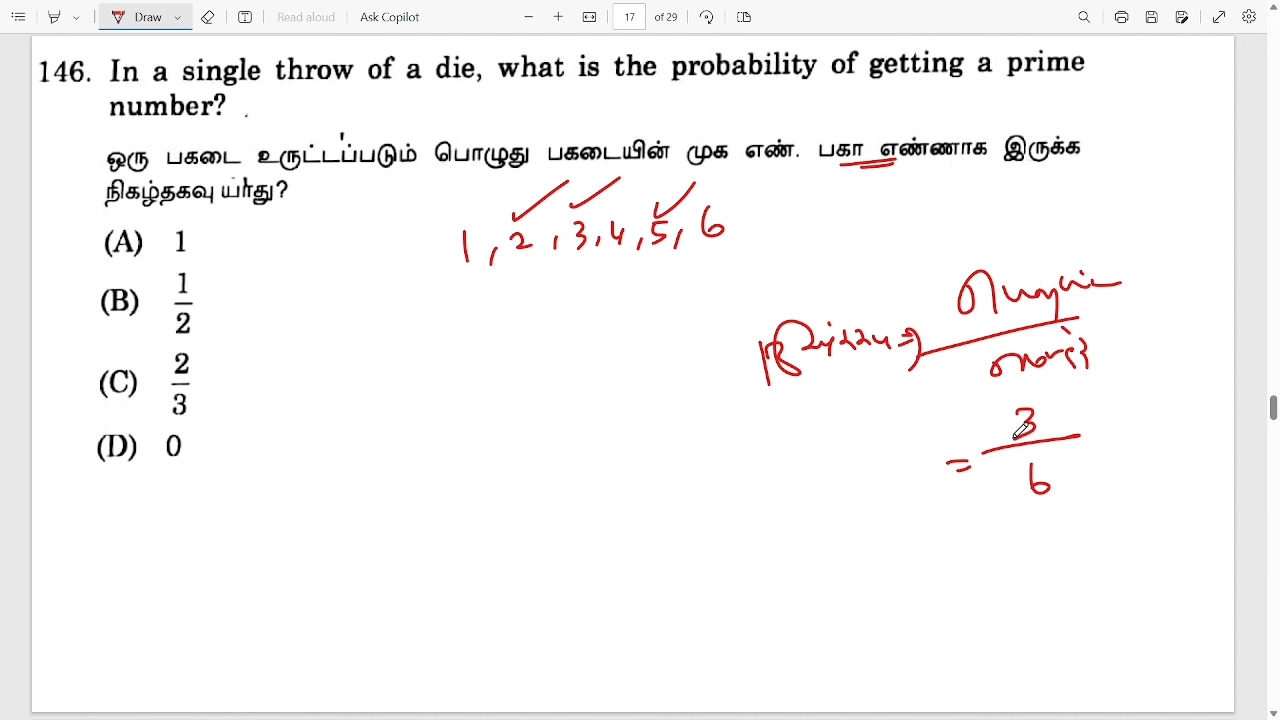 Draw
Read aloud
Ask Copilot
17
of 29
146. In a single throw of a die, what is the probability of getting a prime
number?
ஒரு பகடை உருட்டப்படும் பொழுது பகடையின் முக எண். பகா எண்ணாக இருக்க
நிகழ்தகவு யாது?
(A) 1
(B) 1/2
(C) 2/3
(D) 0
1, 2, 3, 4, 5, 6
= 3/6